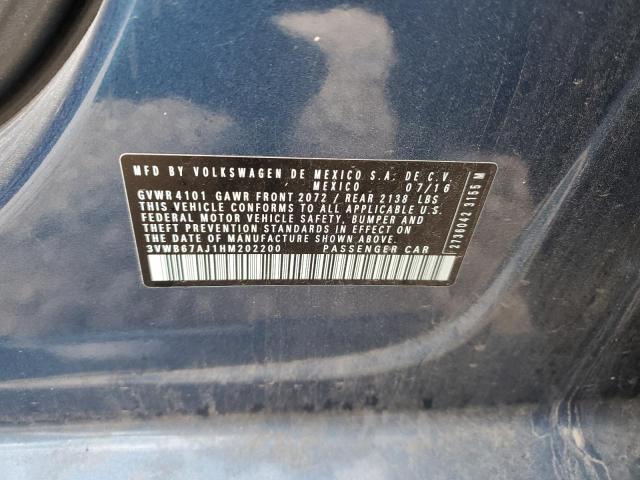 MFD BY VOLKSWAGEN DE MEXICO S.A. DE C.V.
MEXICO 07/16
GVWR 4101 GAWR FRONT 2072 / REAR 2138 LBS
THIS VEHICLE CONFORMS TO ALL APPLICABLE U.S.
FEDERAL MOTOR VEHICLE SAFETY, BUMPER AND
THEFT PREVENTION STANDARDS IN EFFECT ON
THE DATE OF MANUFACTURE SHOWN ABOVE.
3VWB67AJ1HM202200 PASSENGER CAR
2738042 3155 M